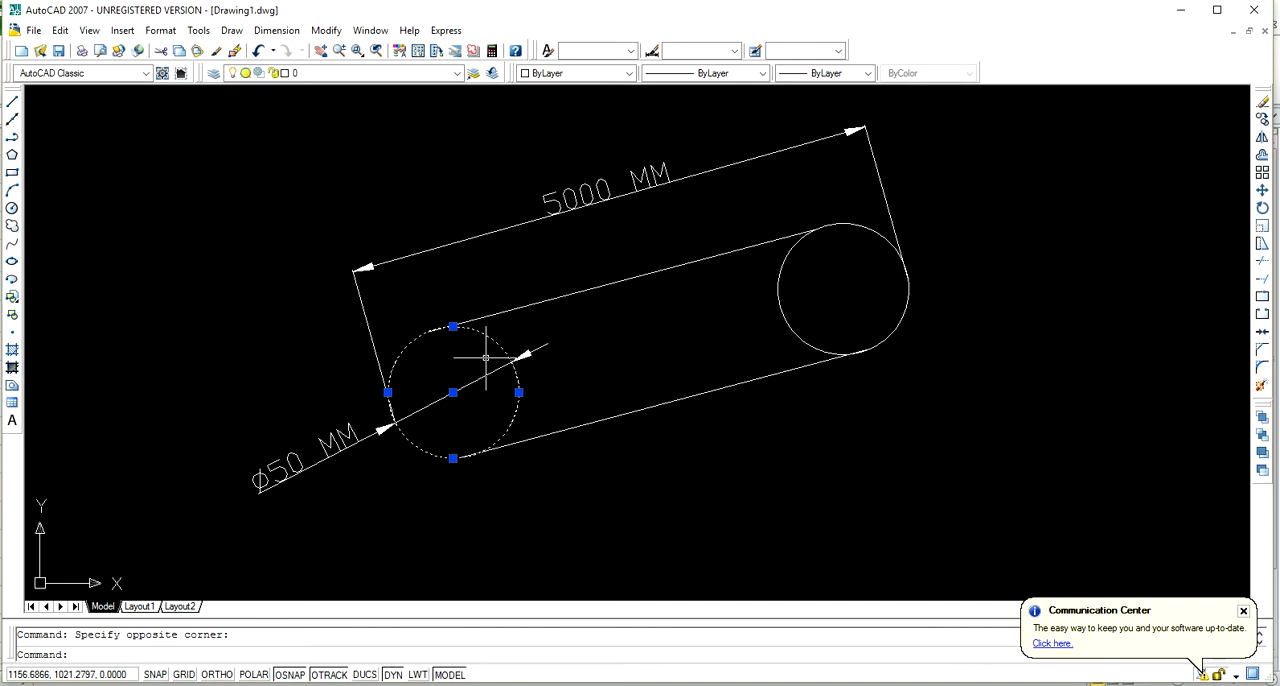 AutoCAD 2007 - UNREGISTERED VERSION - [Drawing1.dwg]
File Edit View Insert Format Tools Draw Dimension Modify Window Help Express
AutoCAD Classic 0 ByLayer ByLayer ByLayer ByColor
5000 MM
ø50 MM
A
Y
X
Model Layout1 Layout2
Command: Specify opposite corner:
Command:
Communication Center
The easy way to keep you and your software up-to-date.
Click here.
1156.6866, 1021.2797, 0.0000 SNAP GRID ORTHO POLAR OSNAP OTRACK DUCS DYN LWT MODEL